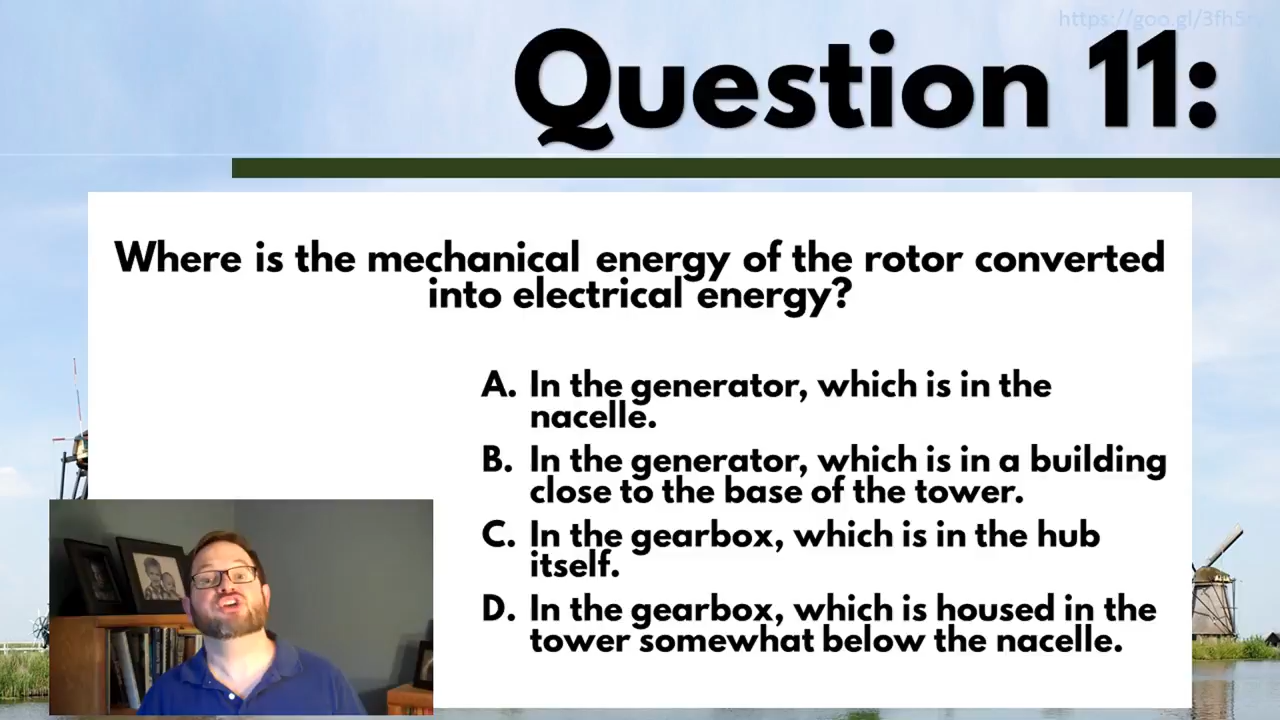 Question 11:
Where is the mechanical energy of the rotor converted
into electrical energy?
A. In the generator, which is in the
nacelle.
B. In the generator, which is in a building
close to the base of the tower.
C. In the gearbox, which is in the hub
itself.
D. In the gearbox, which is housed in the
tower somewhat below the nacelle.